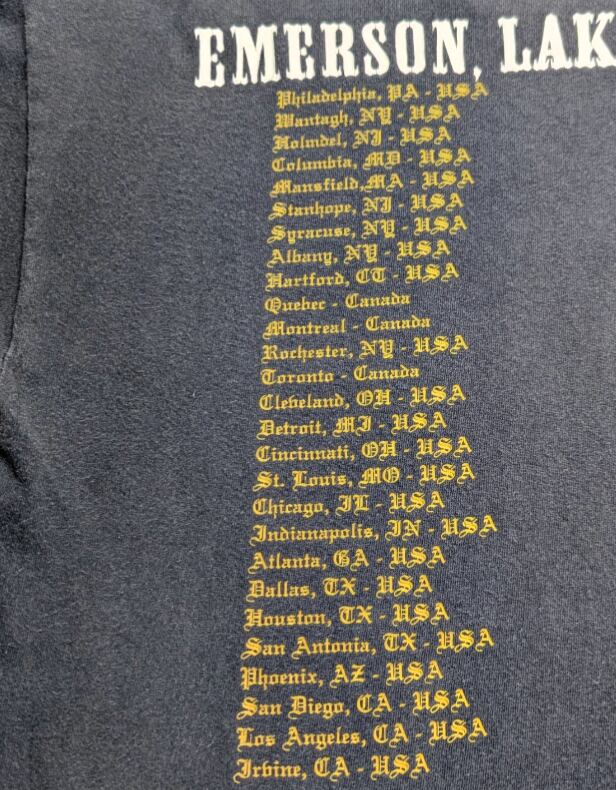 EMERSON, LAK
Philadelphia, PA - USA
Wantagh, NY - USA
Holmdel, NJ - USA
Columbia, MD - USA
Mansfield,MA - USA
Stanhope, NJ - USA
Syracuse, NY - USA
Albany, NY - USA
Hartford, CT - USA
Quebec - Canada
Montreal - Canada
Rochester, NY - USA
Toronto - Canada
Cleveland, OH - USA
Detroit, MI - USA
Cincinnati, OH - USA
St. Louis, MO - USA
Chicago, IL - USA
Indianapolis, IN - USA
Atlanta, GA - USA
Dallas, TX - USA
Houston, TX - USA
San Antonia, TX - USA
Phoenix, AZ - USA
San Diego, CA - USA
Los Angeles, CA - USA
Irvine, CA - USA